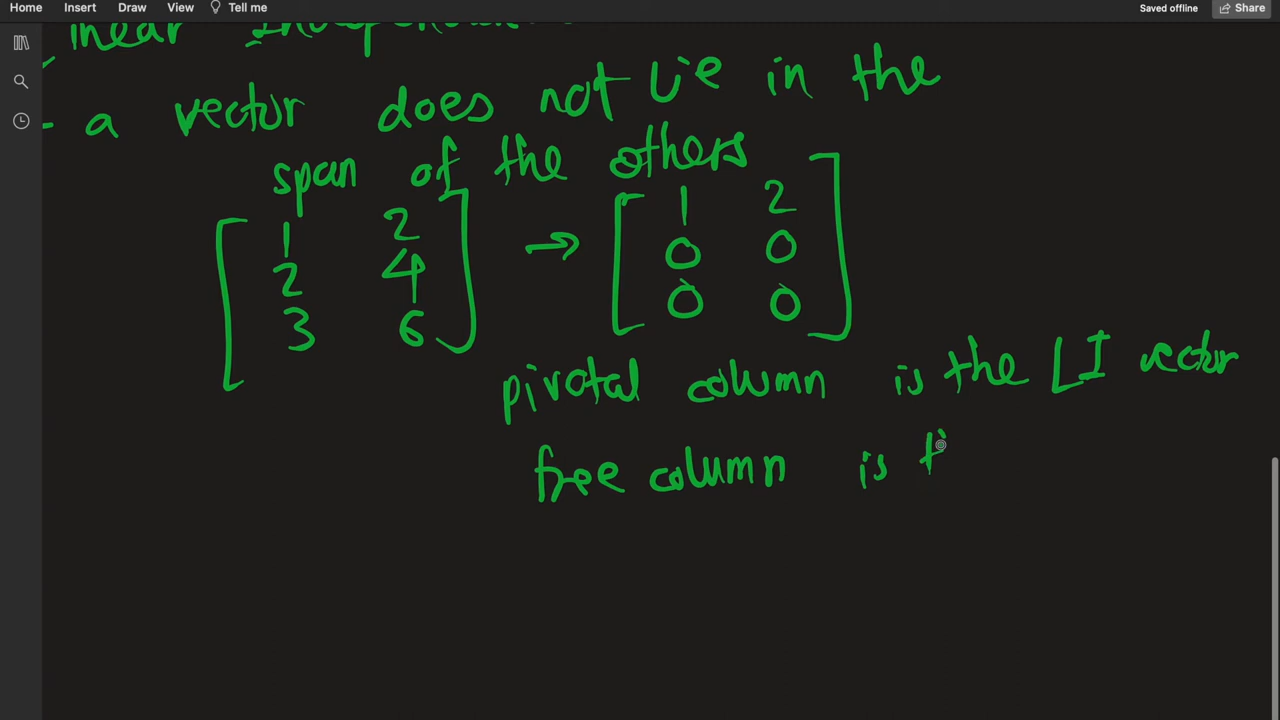 Home Insert Draw View Tell me Saved offline Share
- a vector does not lie in the
span of the others
1 2 1 2
2 4 → 0 0
3 6 0 0
pivotal column is the LI vector
free column is